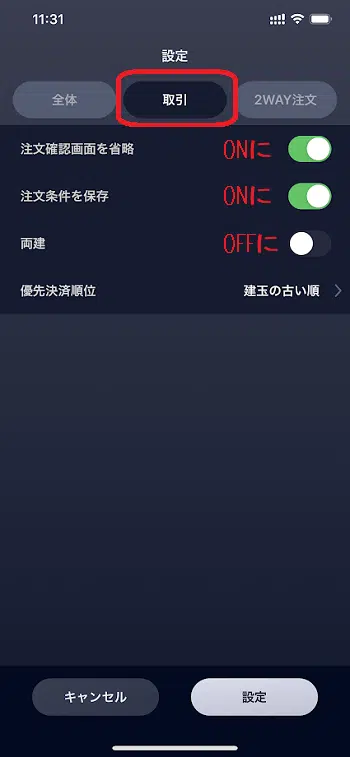 11:31
設定
全体 取引 2WAY注文
注文確認画面を省略 ONに
注文条件を保存 ONに
両建 OFFに
優先決済順位 建玉の古い順
キャンセル 設定